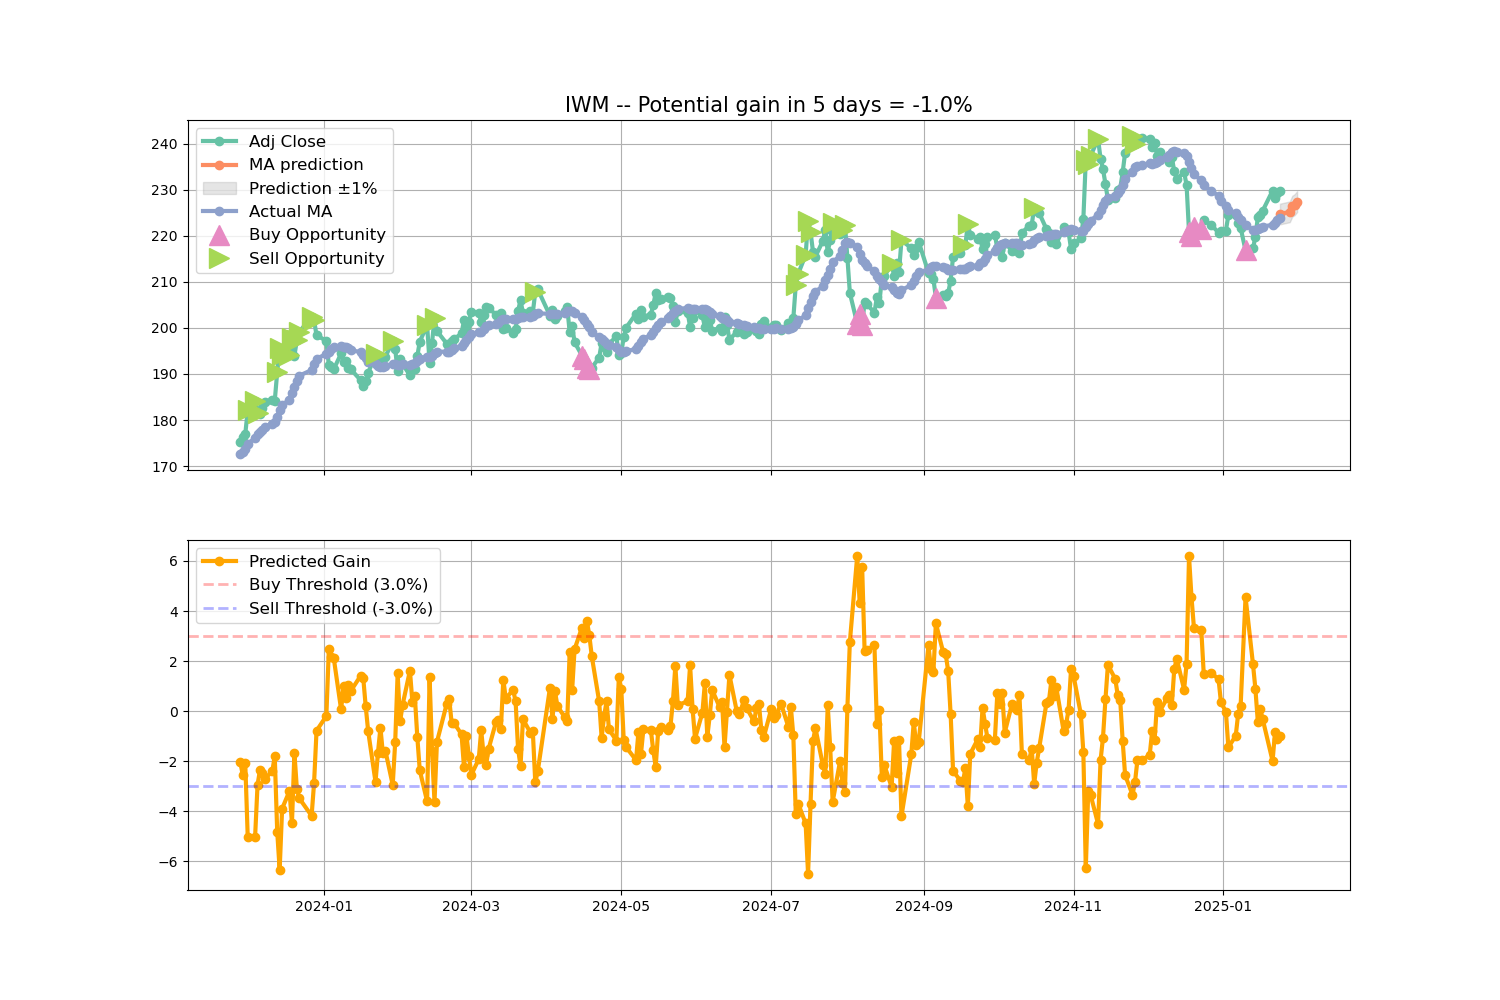 IWM -- Potential gain in 5 days = -1.0%
Adj Close
MA prediction
Prediction ±1%
Actual MA
Buy Opportunity
Sell Opportunity
240
230
220
210
200
190
180
170
Predicted Gain
Buy Threshold (3.0%)
Sell Threshold (-3.0%)
6
4
2
0
−2
−4
−6
2024-01 2024-03 2024-05 2024-07 2024-09 2024-11 2025-01